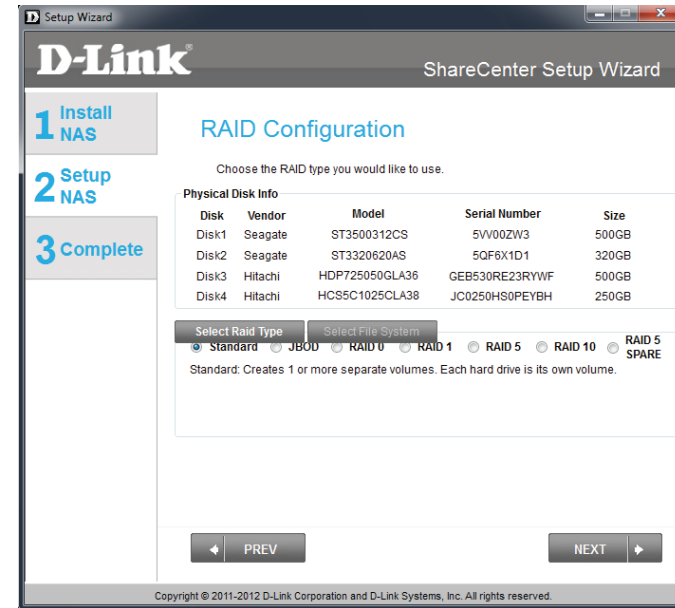 Setup Wizard
D-Link®
ShareCenter Setup Wizard
1 Install NAS
2 Setup NAS
3 Complete
RAID Configuration
Choose the RAID type you would like to use.
Physical Disk Info
Disk Vendor Model Serial Number Size
Disk1 Seagate ST3500312CS 5VV00ZW3 500GB
Disk2 Seagate ST3320620AS 5QF6X1D1 320GB
Disk3 Hitachi HDP725050GLA36 GEB530RE23RYWF 500GB
Disk4 Hitachi HCS5C1025CLA38 JC0250HS0PEYBH 250GB
Select Raid Type Select File System
Standard JBOD RAID 0 RAID 1 RAID 5 RAID 10 RAID 5 SPARE
Standard: Creates 1 or more separate volumes. Each hard drive is its own volume.
PREV NEXT
Copyright © 2011-2012 D-Link Corporation and D-Link Systems, Inc. All rights reserved.